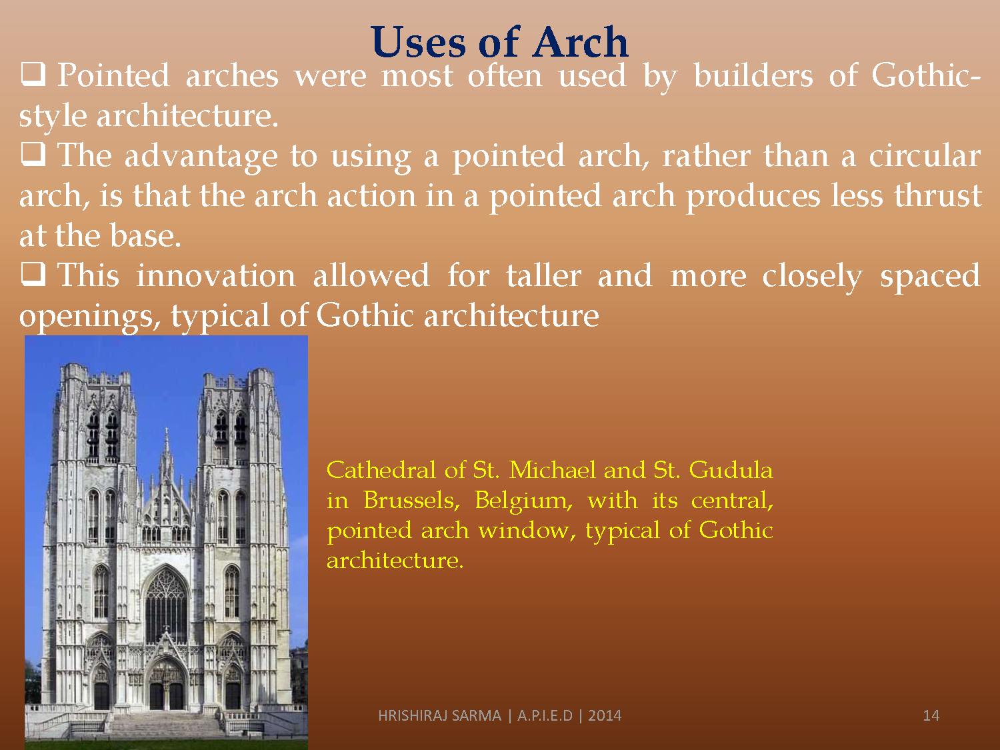 Uses of Arch
❑ Pointed arches were most often used by builders of Gothic-
style architecture.
❑ The advantage to using a pointed arch, rather than a circular
arch, is that the arch action in a pointed arch produces less thrust
at the base.
❑ This innovation allowed for taller and more closely spaced
openings, typical of Gothic architecture
Cathedral of St. Michael and St. Gudula
in Brussels, Belgium, with its central,
pointed arch window, typical of Gothic
architecture.
HRISHIRAJ SARMA | A.P.I.E.D | 2014
14